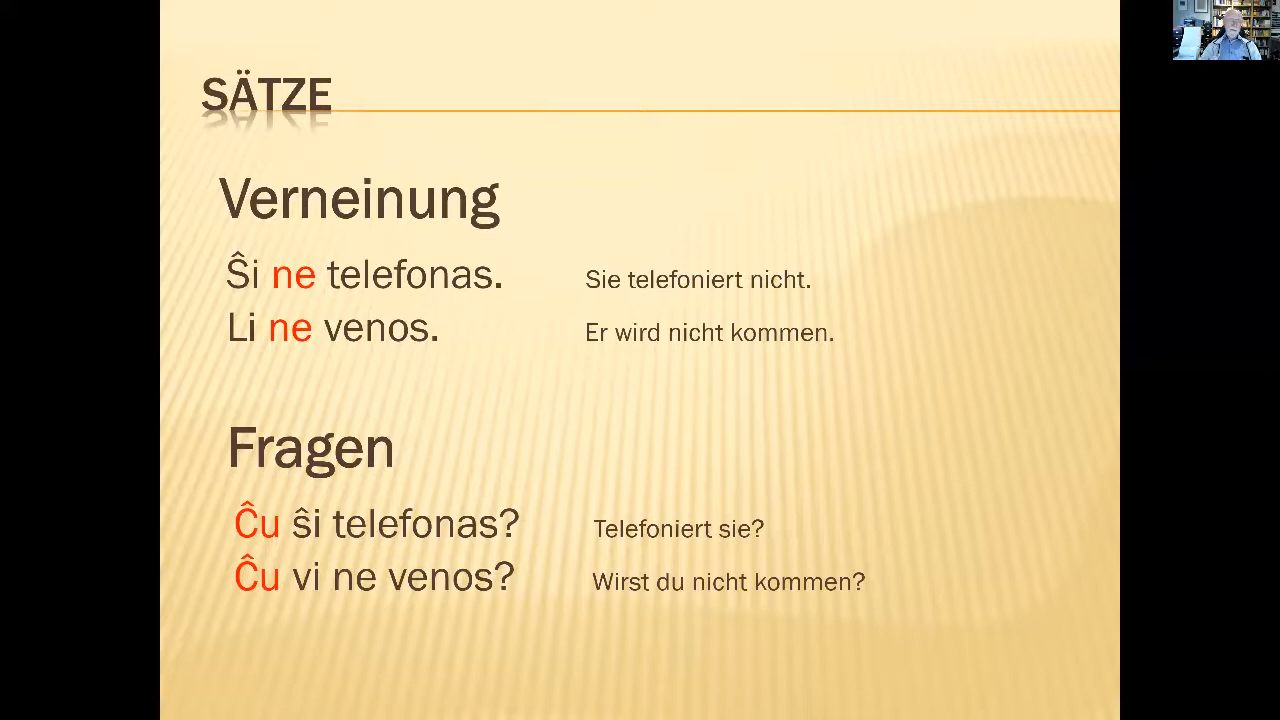 SÄTZE
Verneinung
Ŝi ne telefonas. Sie telefoniert nicht.
Li ne venos. Er wird nicht kommen.
Fragen
Ĉu ŝi telefonas? Telefoniert sie?
Ĉu vi ne venos? Wirst du nicht kommen?